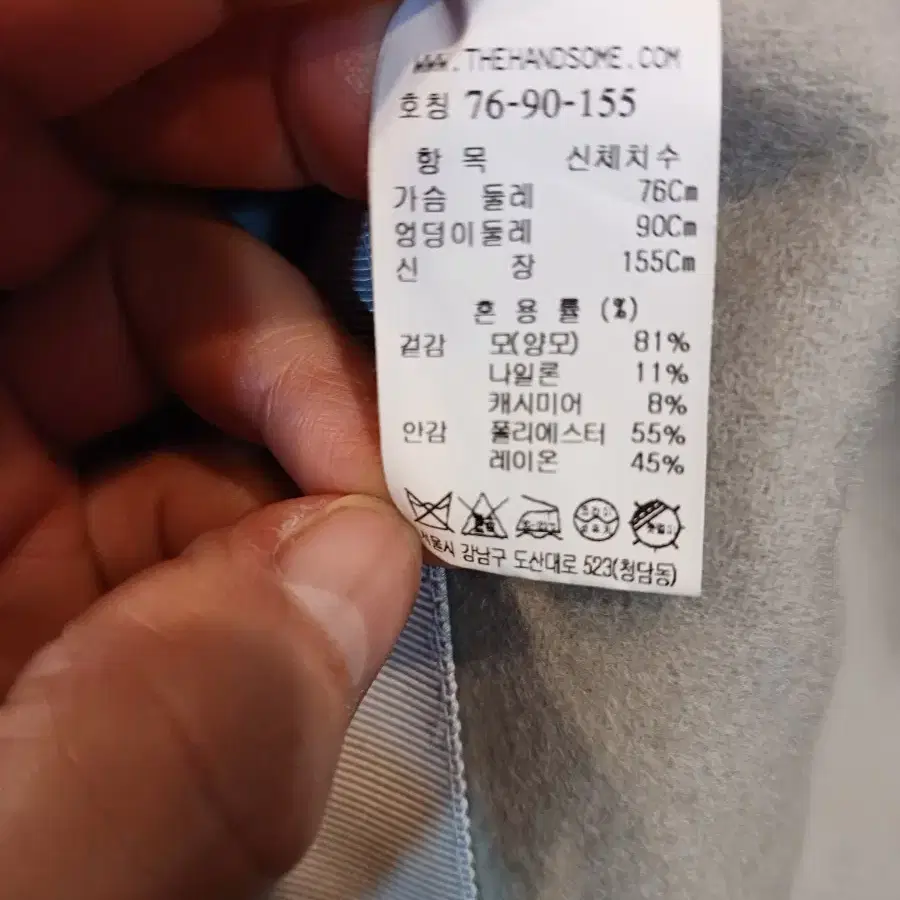 WWW.THEHANDSOME.COM
호칭 76-90-155
항 목 신체치수
가슴 둘레 76Cm
엉덩이둘레 90Cm
신 장 155Cm
혼 용 률 (%)
겉감 모(양모) 81%
나일론 11%
캐시미어 8%
안감 폴리에스터 55%
레이온 45%
강남구 도산대로 523(청담동)